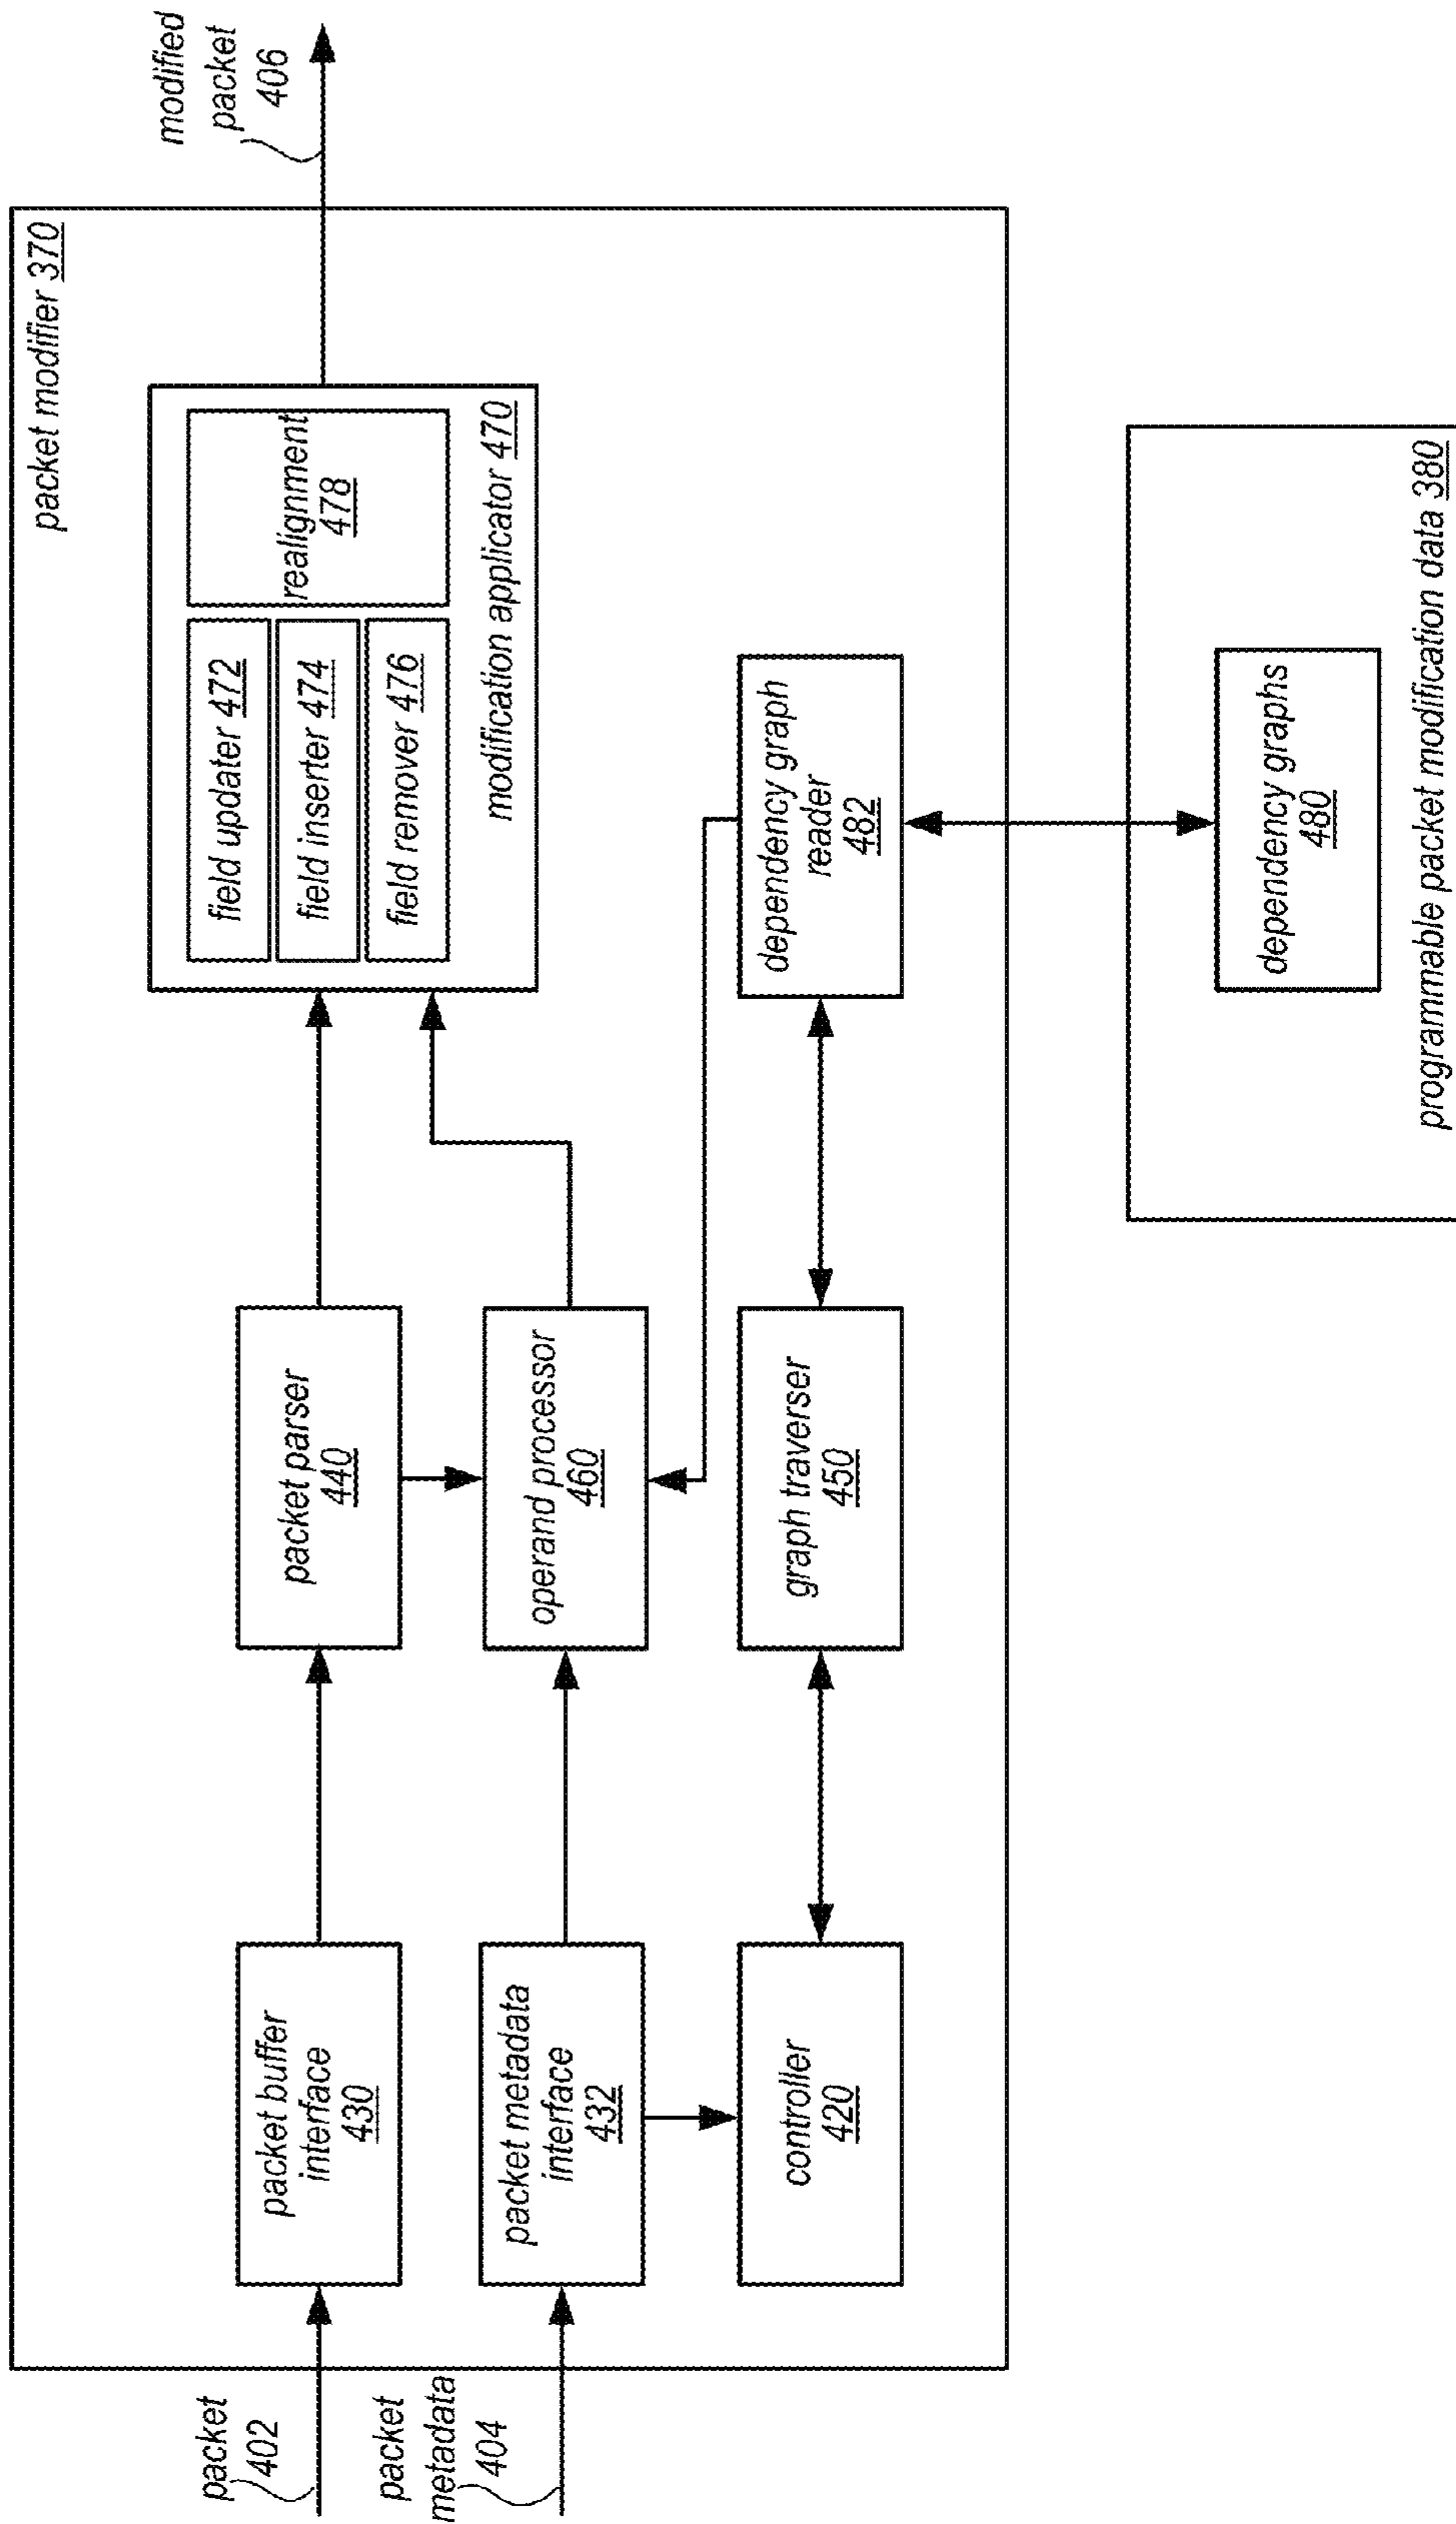 packet modifier 370
packet
402
packet
metadata
404
packet buffer
interface
430
packet metadata
interface
432
controller
420
packet parser
440
operand processor
460
graph traverser
450
field updater 472
field inserter 474
field remover 476
realignment
478
modification applicator 470
dependency graph
reader
482
modified
packet
406
dependency graphs
480
programmable packet modification data 380